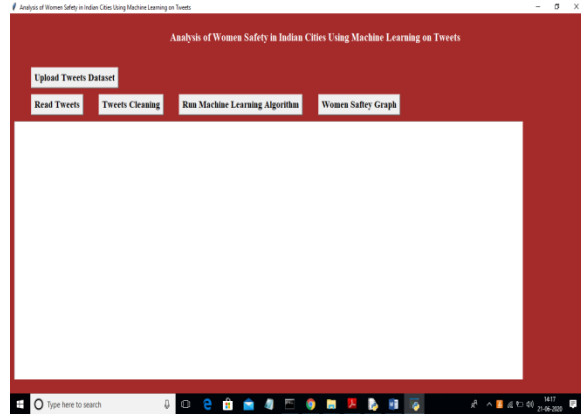 Analysis of Women Safety in Indian Cities Using Machine Learning on Tweets
Analysis of Women Safety in Indian Cities Using Machine Learning on Tweets
Upload Tweets Dataset
Read Tweets Tweets Cleaning Run Machine Learning Algorithm Women Saftey Graph
Type here to search
14:17
21-06-2020